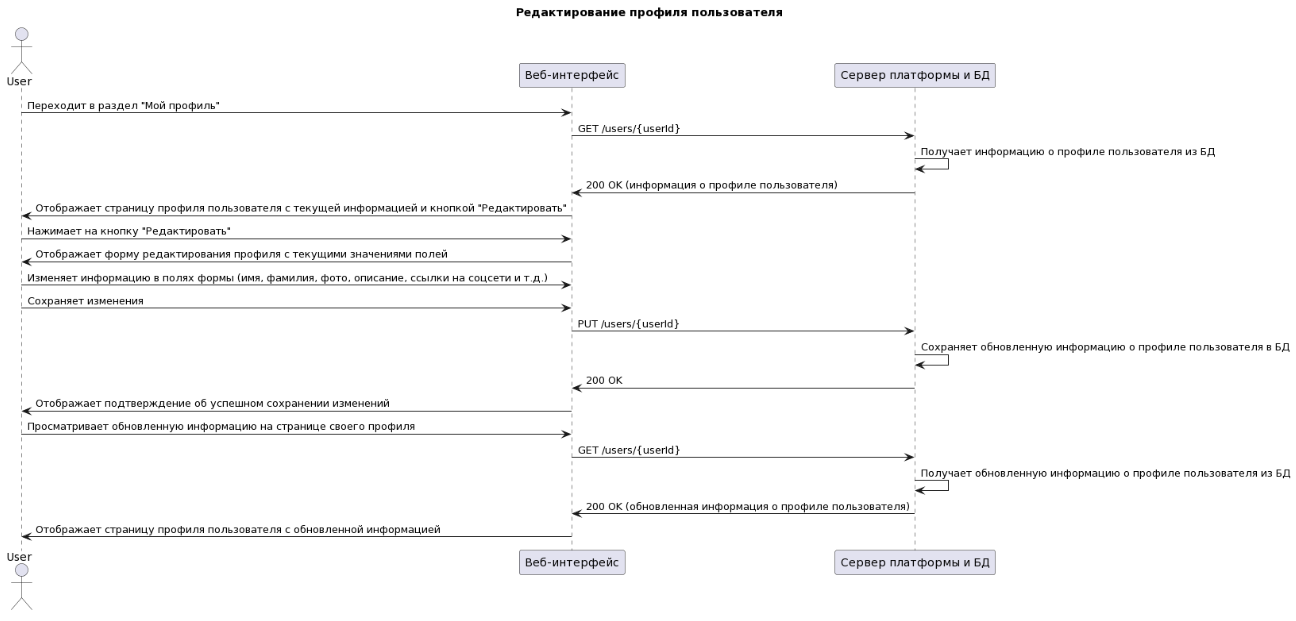 Редактирование профиля пользователя
User
Веб-интерфейс
Сервер платформы и БД
Переходит в раздел "Мой профиль"
GET /users/{userId}
Получает информацию о профиле пользователя из БД
200 OK (информация о профиле пользователя)
Отображает страницу профиля пользователя с текущей информацией и кнопкой "Редактировать"
Нажимает на кнопку "Редактировать"
Отображает форму редактирования профиля с текущими значениями полей
Изменяет информацию в полях формы (имя, фамилия, фото, описание, ссылки на соцсети и т.д.)
Сохраняет изменения
PUT /users/{userId}
Сохраняет обновленную информацию о профиле пользователя в БД
200 OK
Отображает подтверждение об успешном сохранении изменений
Просматривает обновленную информацию на странице своего профиля
GET /users/{userId}
Получает обновленную информацию о профиле пользователя из БД
200 OK (обновленная информация о профиле пользователя)
Отображает страницу профиля пользователя с обновленной информацией
User
Веб-интерфейс
Сервер платформы и БД